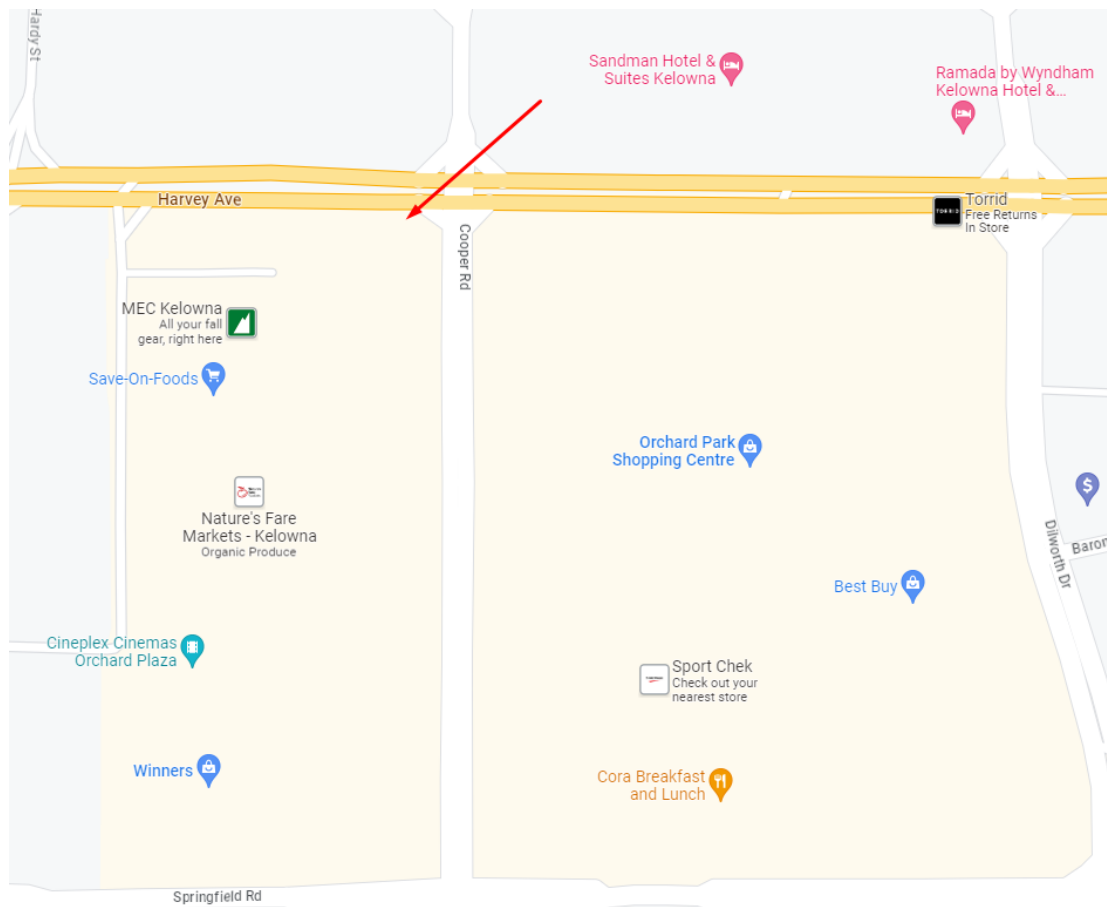 Hardy St
Sandman Hotel &
Suites Kelowna
Ramada by Wyndham
Kelowna Hotel &...
Harvey Ave
TORRID
Torrid
Free Returns
In Store
Cooper Rd
MEC Kelowna
All your fall
gear, right here
Save-On-Foods
Orchard Park
Shopping Centre
$
Nature's Fare
Markets - Kelowna
Organic Produce
Dilworth Dr
Baron
Best Buy
Cineplex Cinemas
Orchard Plaza
Sport Chek
Check out your
nearest store
Winners
Cora Breakfast
and Lunch
Springfield Rd